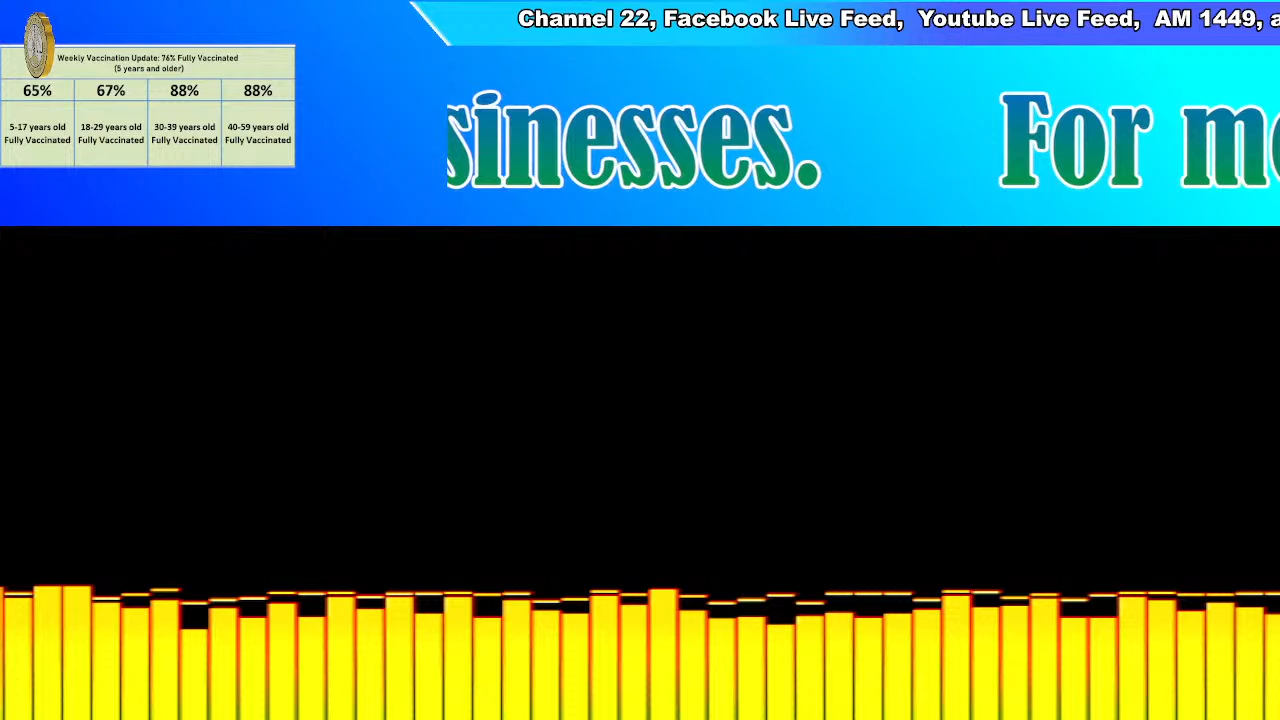 Channel 22, Facebook Live Feed, Youtube Live Feed, AM 1449, a
Weekly Vaccination Update: 76% Fully Vaccinated
(5 years and older)
65% 67% 88% 88%
5-17 years old 18-29 years old 30-39 years old 40-59 years old
Fully Vaccinated Fully Vaccinated Fully Vaccinated Fully Vaccinated
sinesses. For m